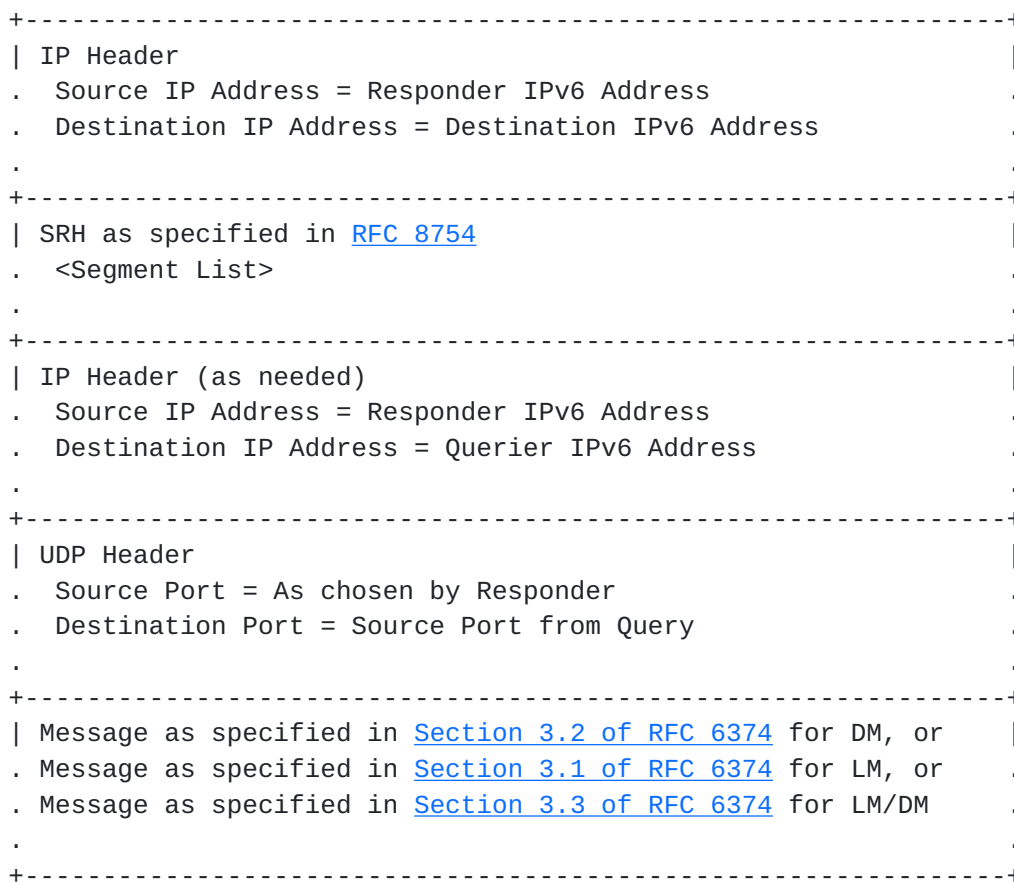 +---------------------------------------------------------------+
| IP Header |
. Source IP Address = Responder IPv6 Address .
. Destination IP Address = Destination IPv6 Address .
. .
+---------------------------------------------------------------+
| SRH as specified in RFC 8754 |
. <Segment List> .
. .
+---------------------------------------------------------------+
| IP Header (as needed) |
. Source IP Address = Responder IPv6 Address .
. Destination IP Address = Querier IPv6 Address .
. .
+---------------------------------------------------------------+
| UDP Header |
. Source Port = As chosen by Responder .
. Destination Port = Source Port from Query .
. .
+---------------------------------------------------------------+
| Message as specified in Section 3.2 of RFC 6374 for DM, or |
. Message as specified in Section 3.1 of RFC 6374 for LM, or .
. Message as specified in Section 3.3 of RFC 6374 for LM/DM .
. .
+---------------------------------------------------------------+